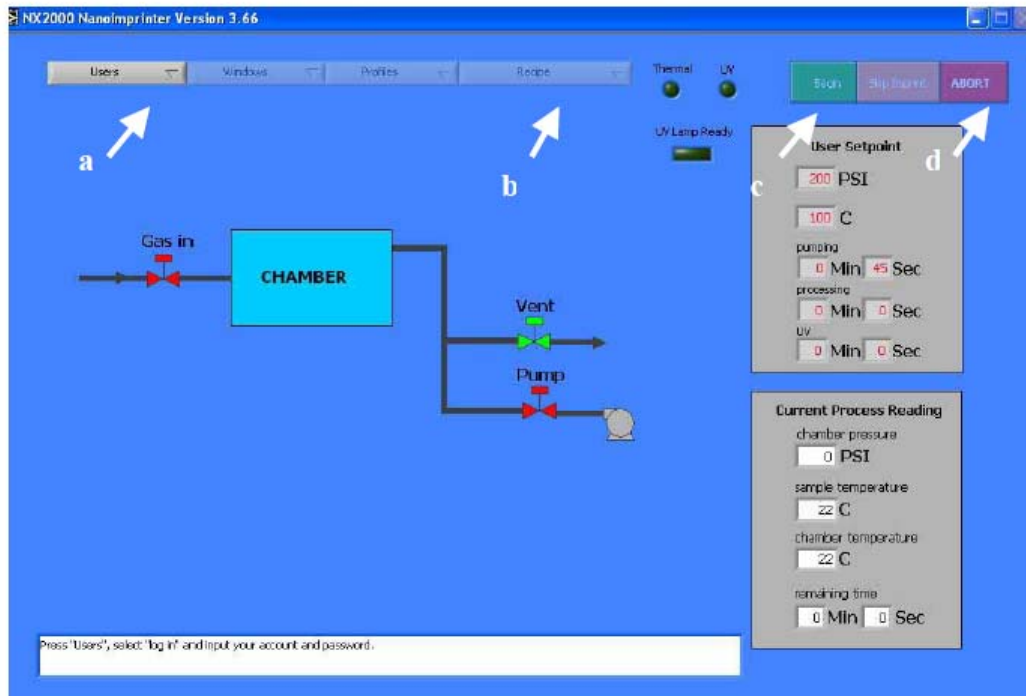 NX2000 Nanoimprinter Version 3.66
Users Windows Profiles Recipe
Thermal UV
Begin ABORT
UV Lamp Ready
a b c d
User Setpoint
200 PSI
100 C
pumping
0 Min 45 Sec
processing
0 Min 0 Sec
UV
0 Min 0 Sec
Gas in
CHAMBER
Vent
Pump
Current Process Reading
chamber pressure
0 PSI
sample temperature
22 C
chamber temperature
22 C
remaining time
0 Min 0 Sec
Press "Users", select "log in" and input your account and password.